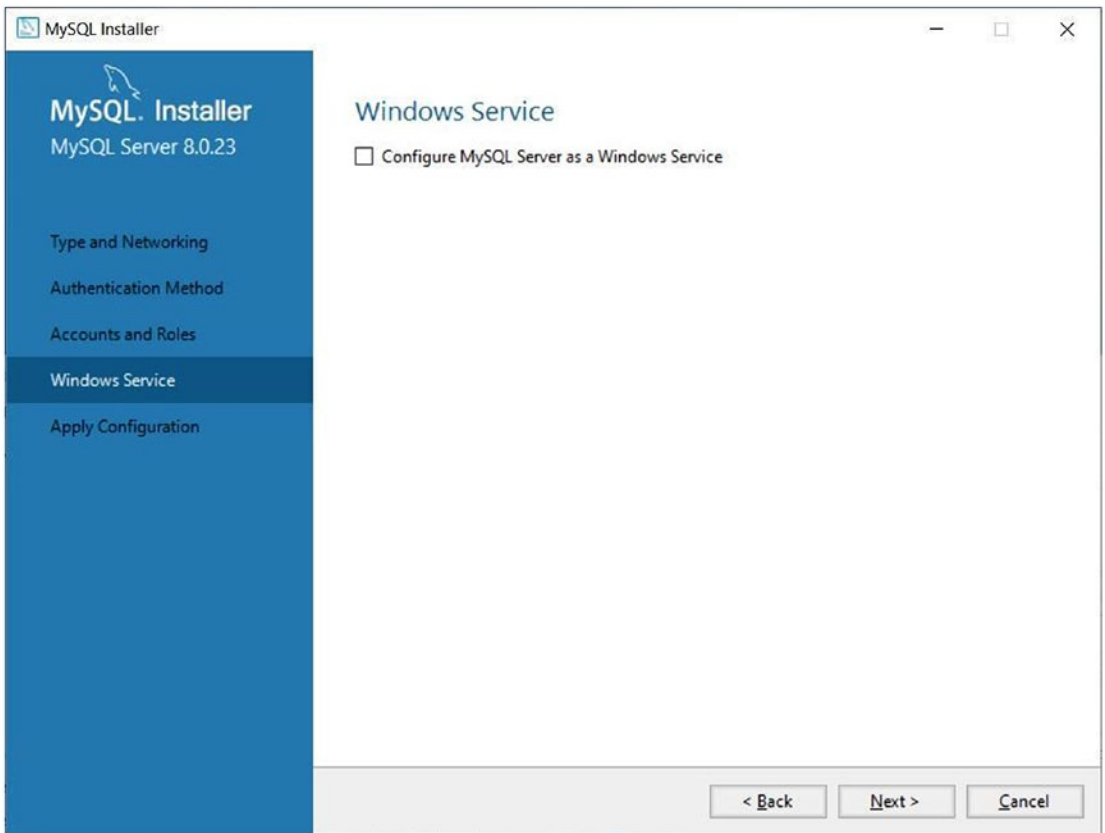 MySQL Installer
MySQL. Installer
MySQL Server 8.0.23
Type and Networking
Authentication Method
Accounts and Roles
Windows Service
Apply Configuration
Windows Service
Configure MySQL Server as a Windows Service
< Back
Next >
Cancel